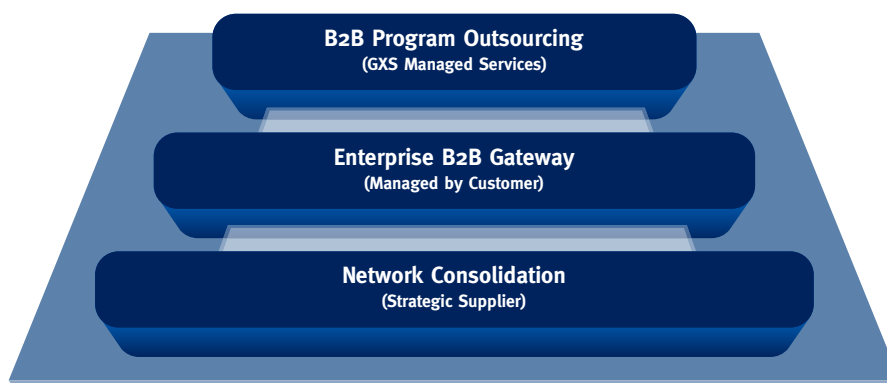 B2B Program Outsourcing
(GXS Managed Services)
Enterprise B2B Gateway
(Managed by Customer)
Network Consolidation
(Strategic Supplier)